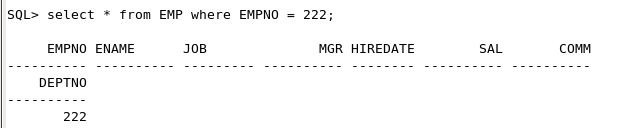 SQL> select * from EMP where EMPNO = 222;
     EMPNO ENAME      JOB              MGR HIREDATE        SAL       COMM
---------- ---------- --------- ---------- -------- ---------- ----------
    DEPTNO
----------
       222